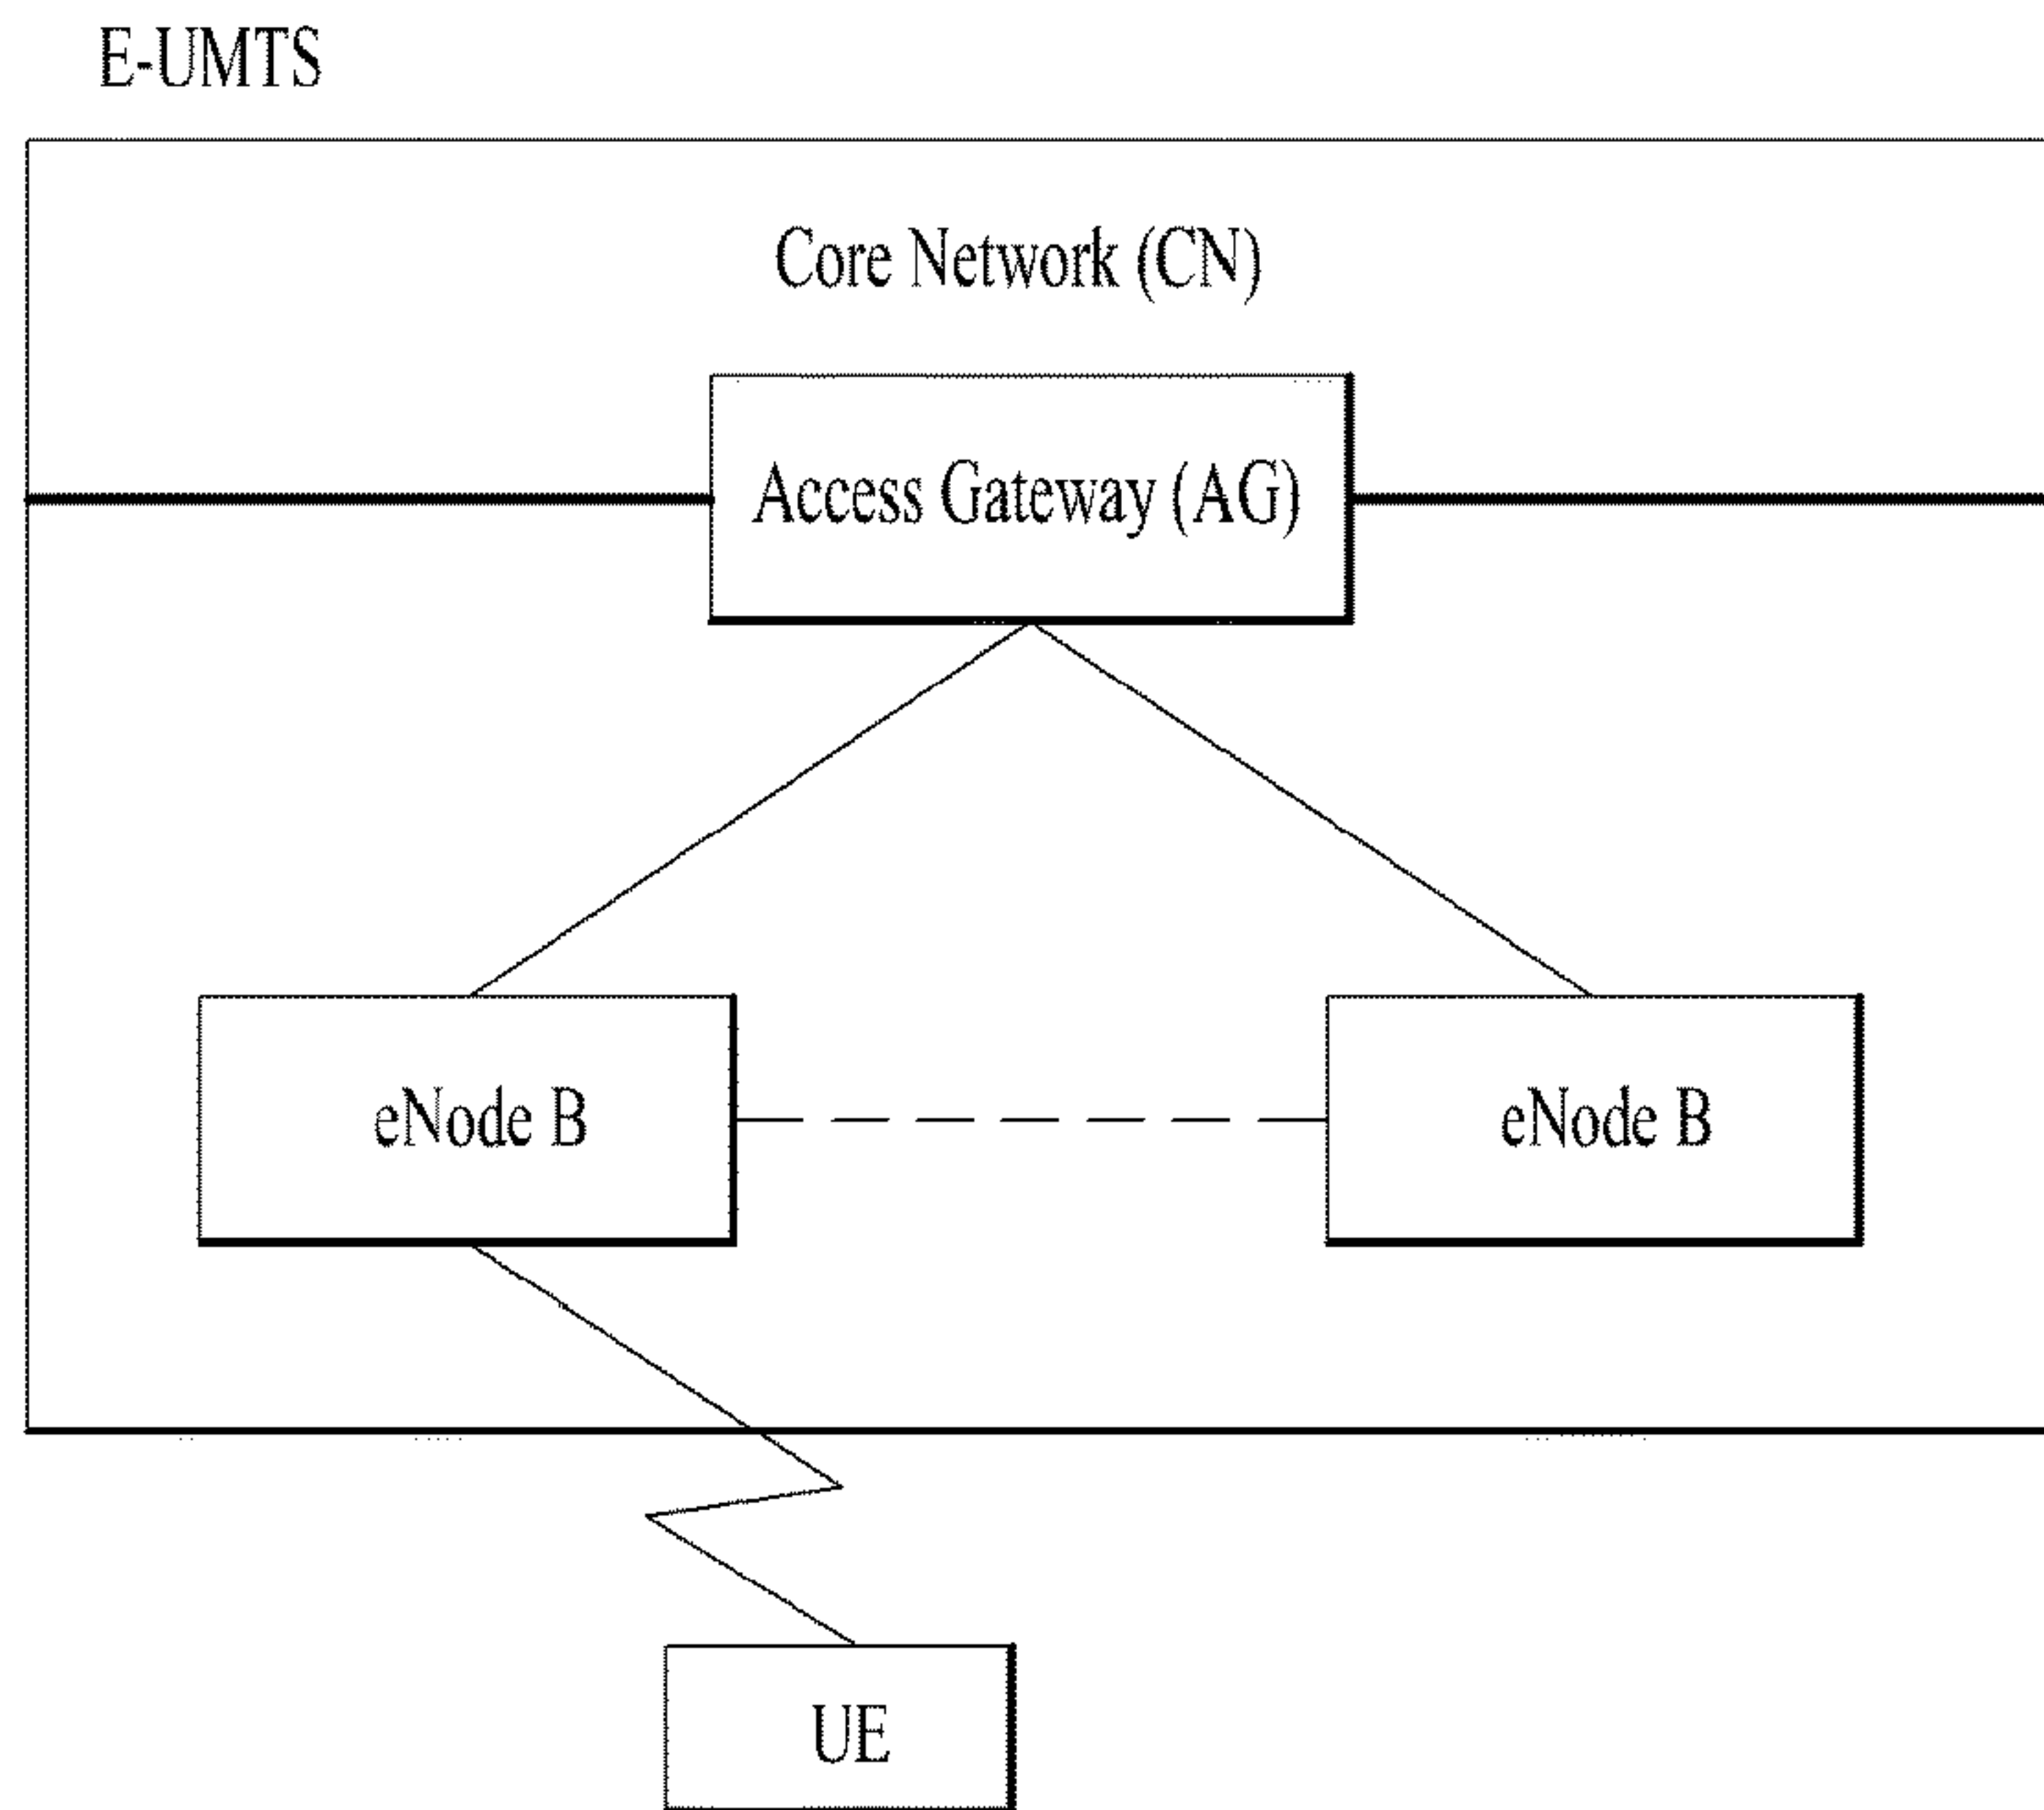 E-UMTS
Core Network (CN)
Access Gateway (AG)
eNode B
eNode B
UE